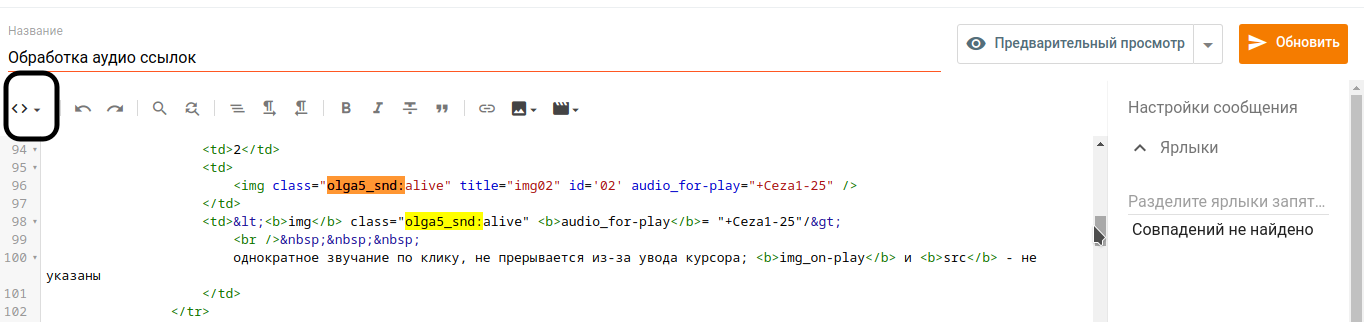 Название
Обработка аудио ссылок
Предварительный просмотр
Обновить
<>
B I
Настройки сообщения
Ярлыки
Разделите ярлыки запят...
Совпадений не найдено
94 <td>2</td>
95 <td>
96 <img class="olga5_snd:alive" title="img02" id='02' audio_for-play="+Ceza1-25" />
97 </td>
98 <td>&lt;<b>img</b> class="olga5_snd:alive" <b>audio_for-play</b>= "+Ceza1-25"/&gt;
99 <br />&nbsp;&nbsp;&nbsp;
100 однократное звучание по клику, не прерывается из-за увода курсора; <b>img_on-play</b> и <b>src</b> - не
указаны
101 </td>
102 </tr>